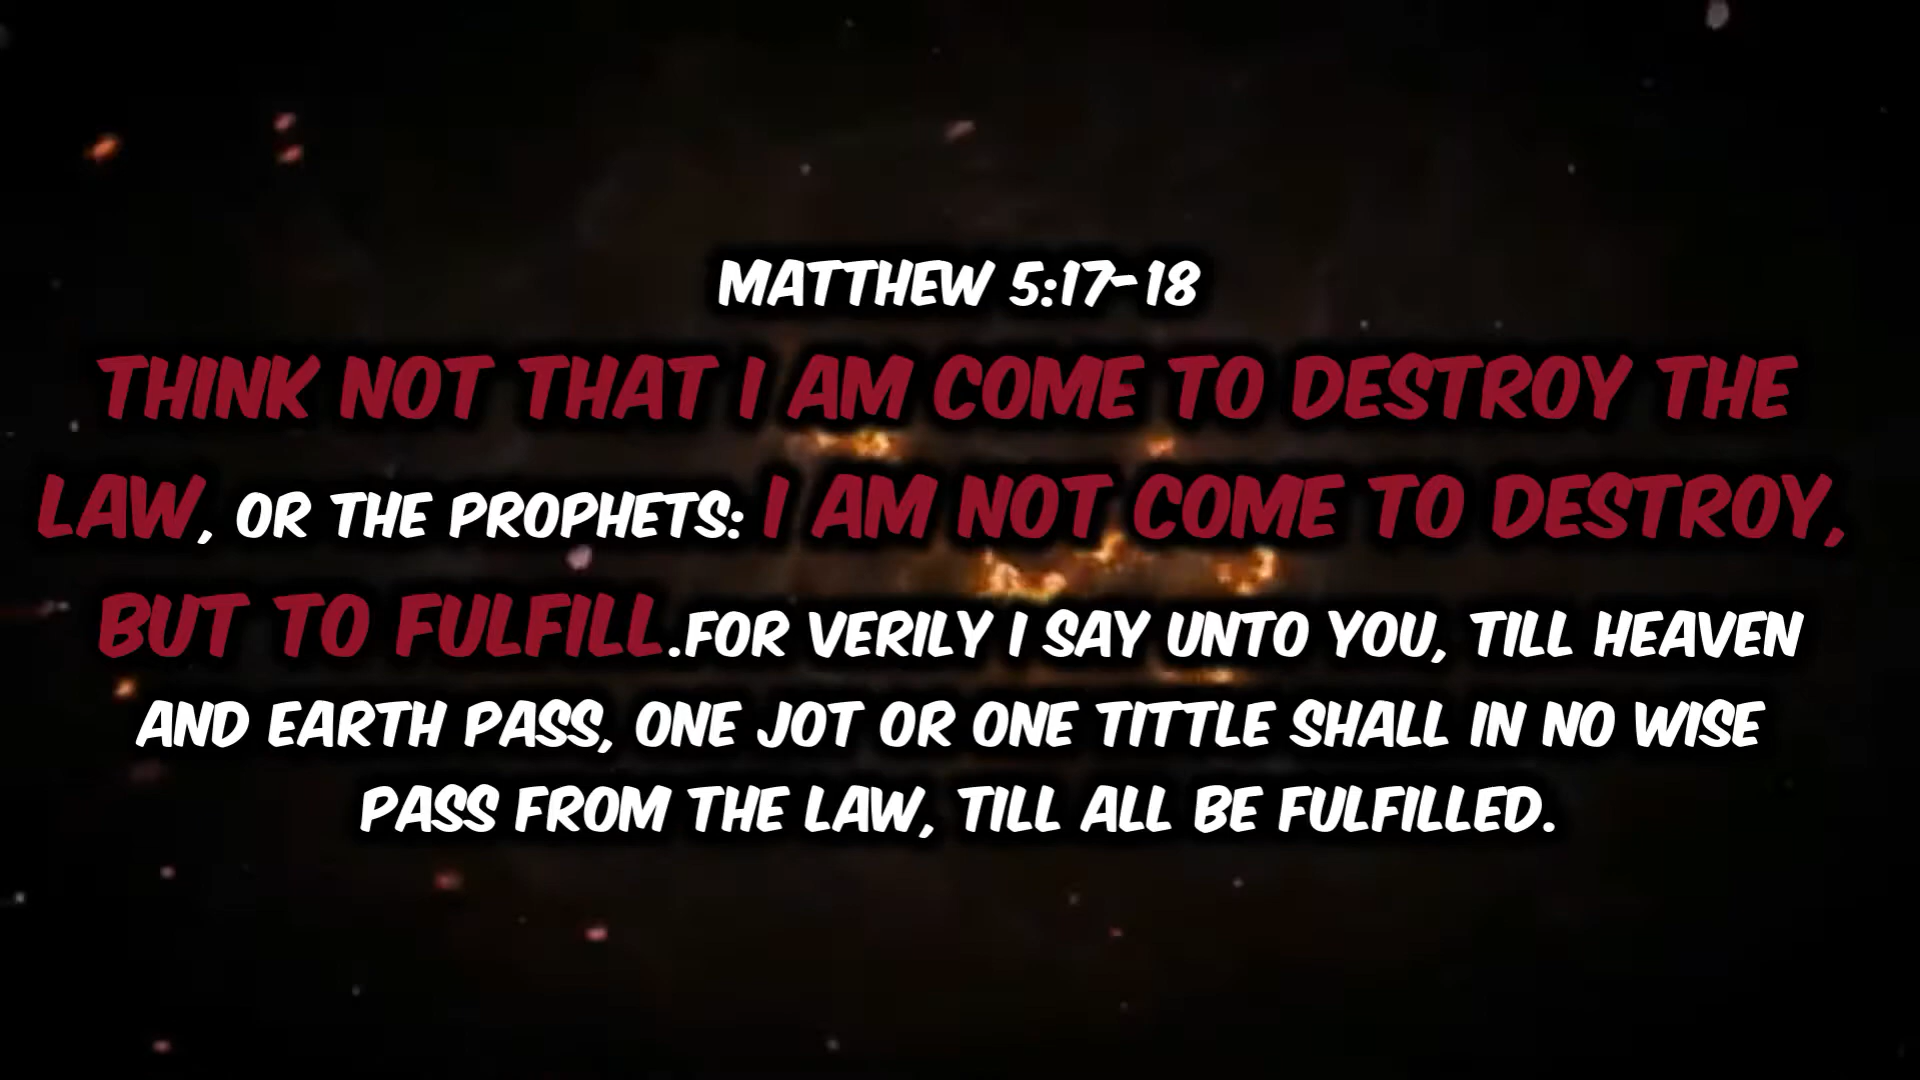 MATTHEW 5:17-18
THINK NOT THAT I AM COME TO DESTROY THE
LAW, OR THE PROPHETS: I AM NOT COME TO DESTROY,
BUT TO FULFILL.FOR VERILY I SAY UNTO YOU, TILL HEAVEN
AND EARTH PASS, ONE JOT OR ONE TITTLE SHALL IN NO WISE
PASS FROM THE LAW, TILL ALL BE FULFILLED.